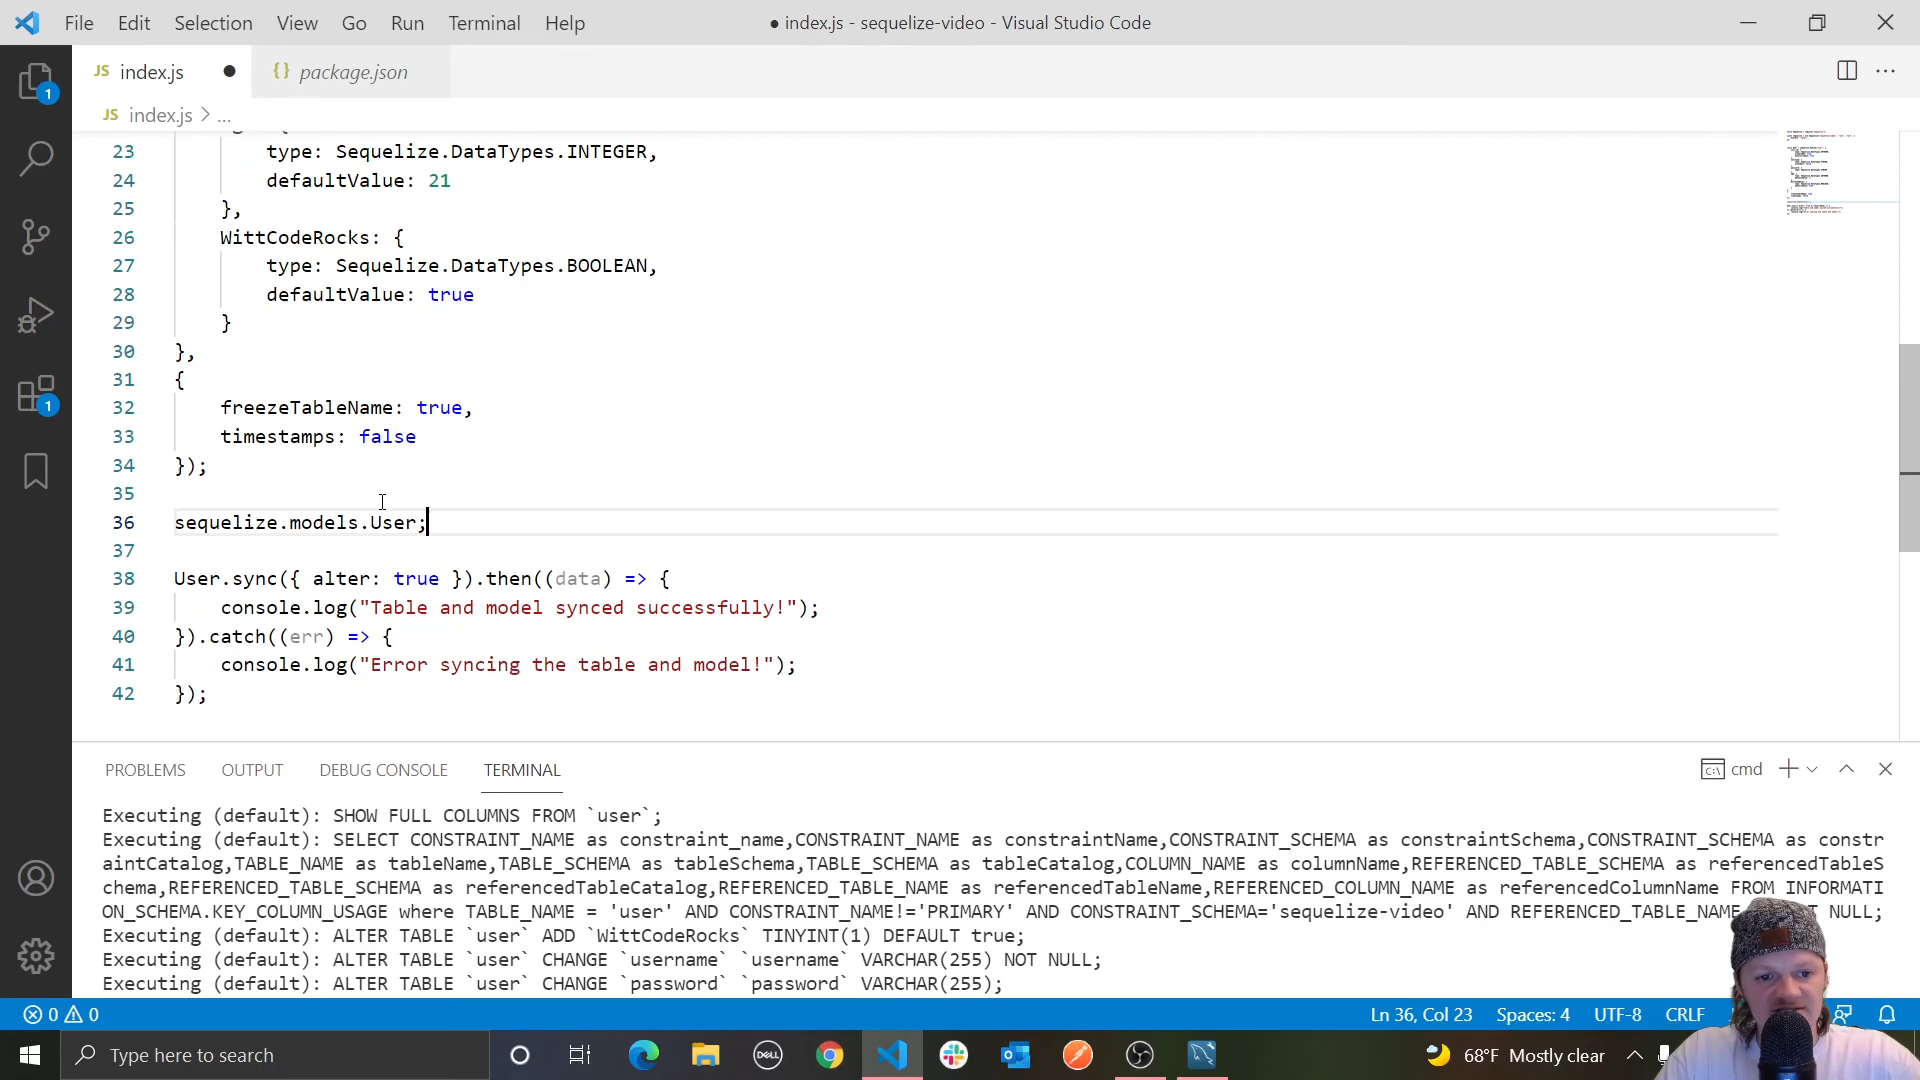 File Edit Selection View Go Run Terminal Help
● index.js - sequelize-video - Visual Studio Code
JS index.js ●
{} package.json
JS index.js > ...
23 type: Sequelize.DataTypes.INTEGER,
24 defaultValue: 21
25 },
26 WittCodeRocks: {
27 type: Sequelize.DataTypes.BOOLEAN,
28 defaultValue: true
29 }
30 },
31 {
32 freezeTableName: true,
33 timestamps: false
34 });
35
36 sequelize.models.User;
37
38 User.sync({ alter: true }).then((data) => {
39 console.log("Table and model synced successfully!");
40 }).catch((err) => {
41 console.log("Error syncing the table and model!");
42 });
1
1
PROBLEMS OUTPUT DEBUG CONSOLE TERMINAL
cmd
Executing (default): SHOW FULL COLUMNS FROM `user`;
Executing (default): SELECT CONSTRAINT_NAME as constraint_name,CONSTRAINT_NAME as constraintName,CONSTRAINT_SCHEMA as constraintSchema,CONSTRAINT_SCHEMA as constr
aintCatalog,TABLE_NAME as tableName,TABLE_SCHEMA as tableSchema,TABLE_SCHEMA as tableCatalog,COLUMN_NAME as columnName,REFERENCED_TABLE_SCHEMA as referencedTableS
chema,REFERENCED_TABLE_SCHEMA as referencedTableCatalog,REFERENCED_TABLE_NAME as referencedTableName,REFERENCED_COLUMN_NAME as referencedColumnName FROM INFORMATI
ON_SCHEMA.KEY_COLUMN_USAGE where TABLE_NAME = 'user' AND CONSTRAINT_NAME!='PRIMARY' AND CONSTRAINT_SCHEMA='sequelize-video' AND REFERENCED_TABLE_NAME NULL;
Executing (default): ALTER TABLE `user` ADD `WittCodeRocks` TINYINT(1) DEFAULT true;
Executing (default): ALTER TABLE `user` CHANGE `username` `username` VARCHAR(255) NOT NULL;
Executing (default): ALTER TABLE `user` CHANGE `password` `password` VARCHAR(255);
0 0
Ln 36, Col 23 Spaces: 4 UTF-8 CRLF
Type here to search
DELL
68°F Mostly clear